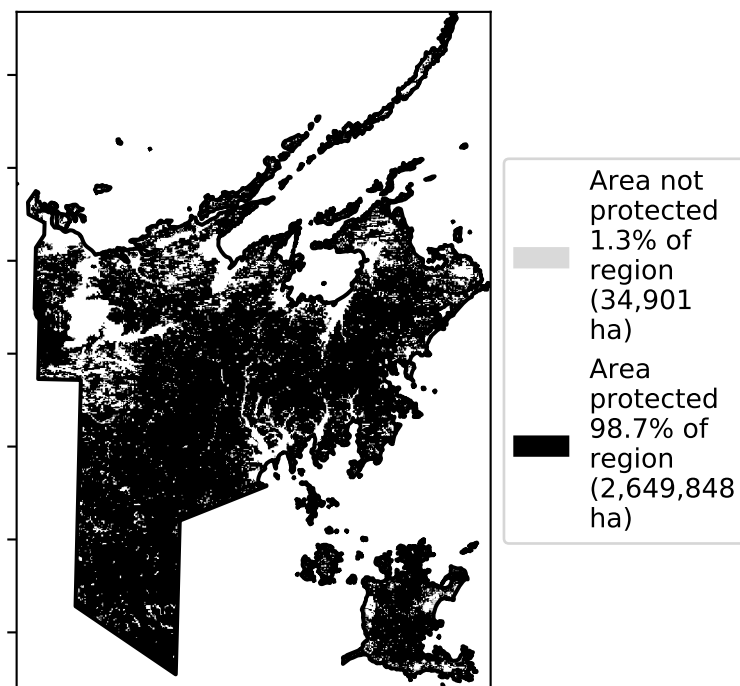 Area not
protected
1.3% of
region
(34,901
ha)
Area
protected
98.7% of
region
(2,649,848
ha)